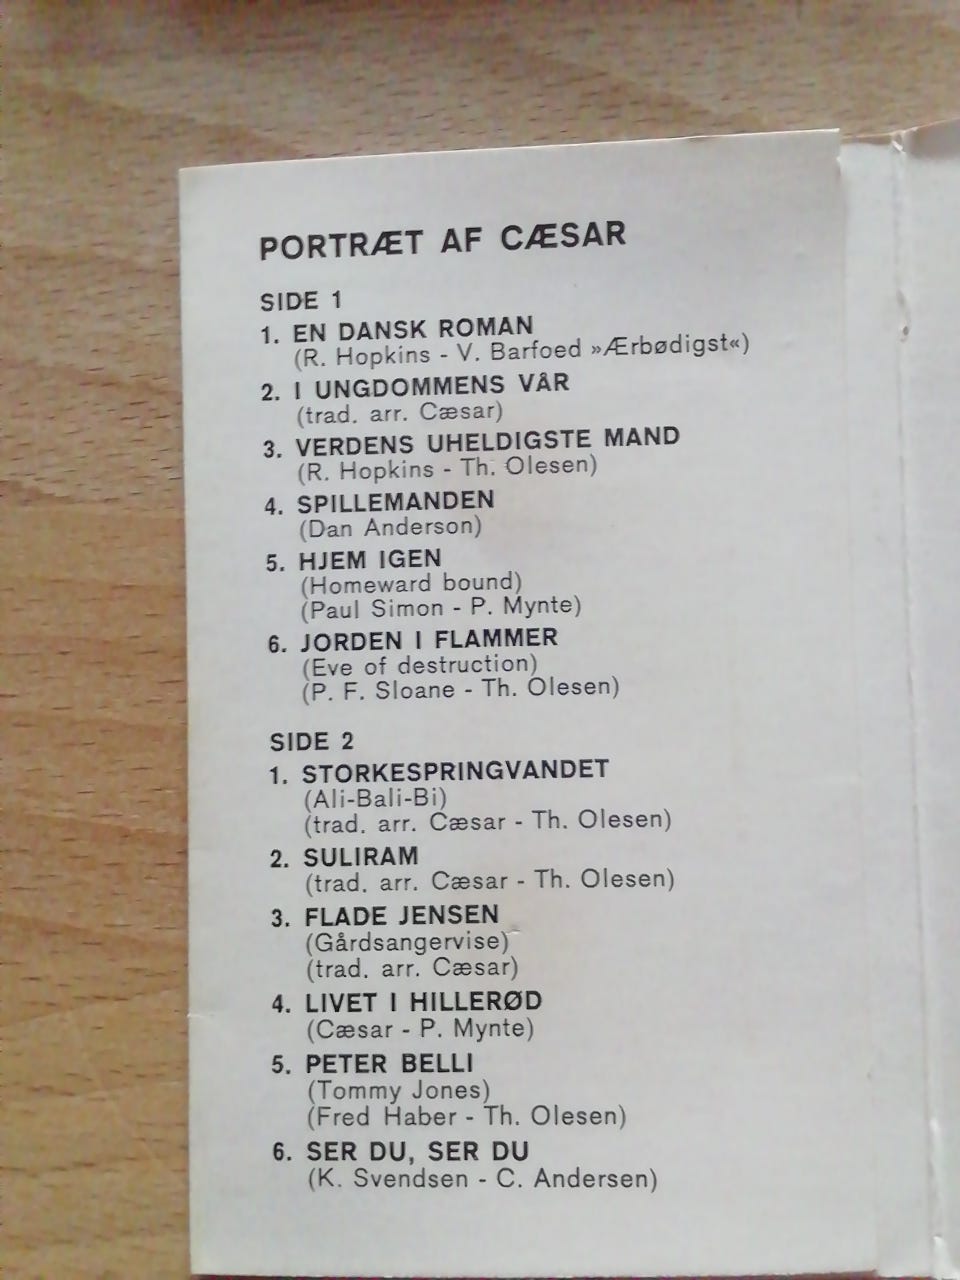 PORTRÆT AF CÆSAR
SIDE 1
1. EN DANSK ROMAN
(R. Hopkins - V. Barfoed »Ærbødigst«)
2. I UNGDOMMENS VÅR
(trad. arr. Cæsar)
3. VERDENS UHELDIGSTE MAND
(R. Hopkins - Th. Olesen)
4. SPILLEMANDEN
(Dan Anderson)
5. HJEM IGEN
(Homeward bound)
(Paul Simon - P. Mynte)
6. JORDEN I FLAMMER
(Eve of destruction)
(P. F. Sloane - Th. Olesen)
SIDE 2
1. STORKESPRINGVANDET
(Ali-Bali-Bi)
(trad. arr. Cæsar - Th. Olesen)
2. SULIRAM
(trad. arr. Cæsar - Th. Olesen)
3. FLADE JENSEN
(Gårdsangervise)
(trad. arr. Cæsar)
4. LIVET I HILLERØD
(Cæsar - P. Mynte)
5. PETER BELLI
(Tommy Jones)
(Fred Haber - Th. Olesen)
6. SER DU, SER DU
(K. Svendsen - C. Andersen)